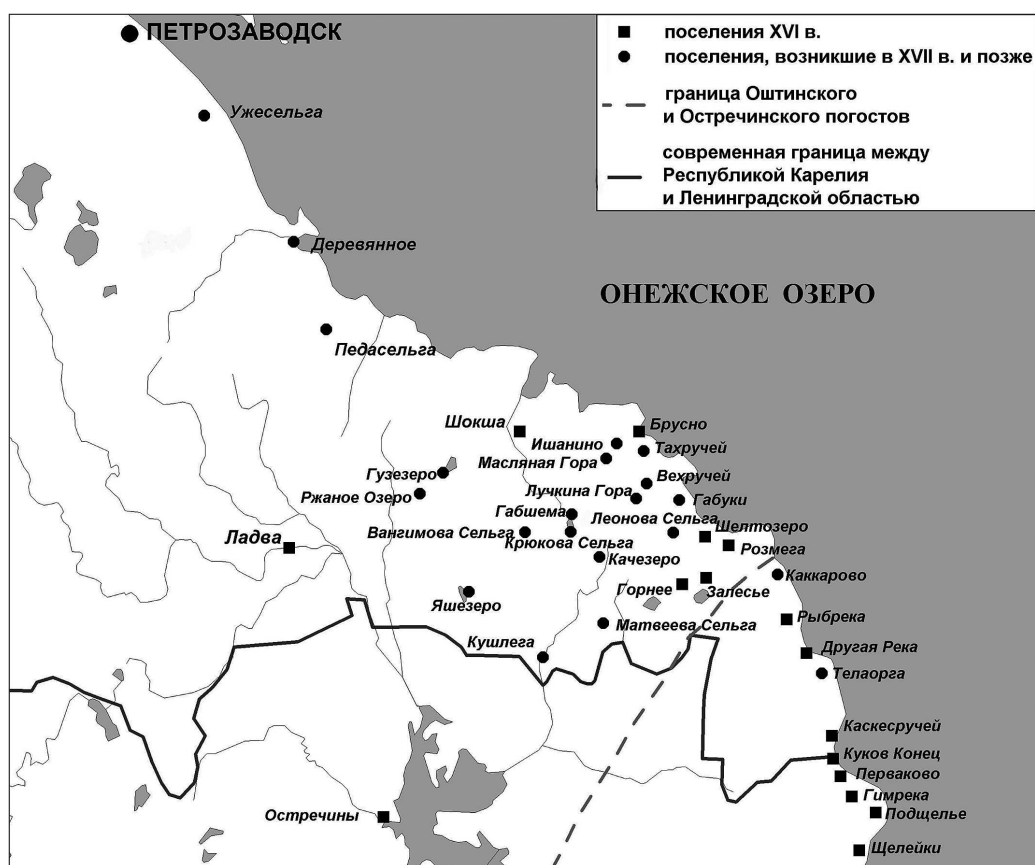 ПЕТРОЗАВОДСК
поселения XVI в.
поселения, возникшие в XVII в. и позже
граница Оштинского
и Остречинского погостов
современная граница между
Республикой Карелия
и Ленинградской областью
Ужесельга
Деревянное
ОНЕЖСКОЕ ОЗЕРО
Педасельга
Шокша
Брусно
Ишанино
Тахручей
Масляная Гора
Гузезеро
Вехручей
Ржаное Озеро
Лучкина Гора
Габуки
Габшема
Леонова Сельга
Вангимова Сельга
Шелтозеро
Ладва
Крюкова Сельга
Розмега
Качезеро
Каккарово
Горнее
Залесье
Яшезеро
Рыбрека
Матвеева Сельга
Кушлега
Другая Река
Телаорга
Каскесручей
Куков Конец
Перваково
Гимрека
Остречины
Подщелье
Щелейки